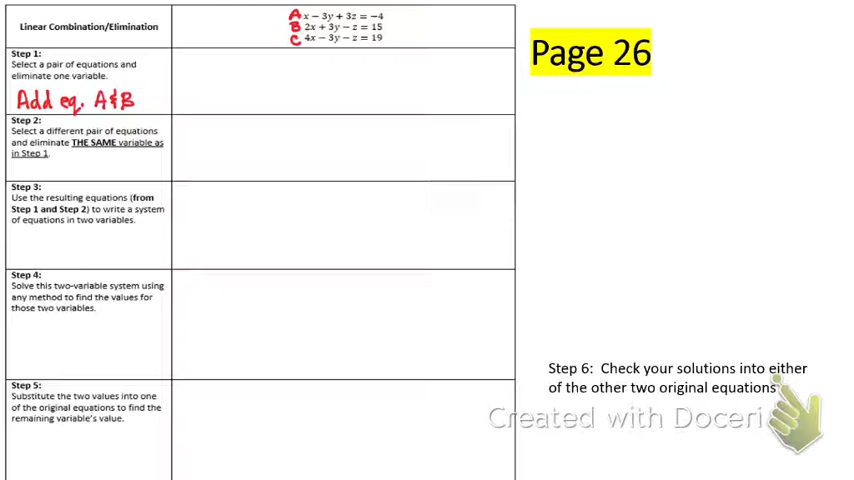 Linear Combination/Elimination
A x − 3y + 3z = −4
B 2x + 3y − z = 15
C 4x − 3y − z = 19
Page 26
Step 1:
Select a pair of equations and
eliminate one variable.
Add eq. A & B
Step 2:
Select a different pair of equations
and eliminate THE SAME variable as
in Step 1.
Step 3:
Use the resulting equations (from
Step 1 and Step 2) to write a system
of equations in two variables.
Step 4:
Solve this two-variable system using
any method to find the values for
those two variables.
Step 5:
Substitute the two values into one
of the original equations to find the
remaining variable's value.
Step 6: Check your solutions into either
of the other two original equations
Created with Doceri